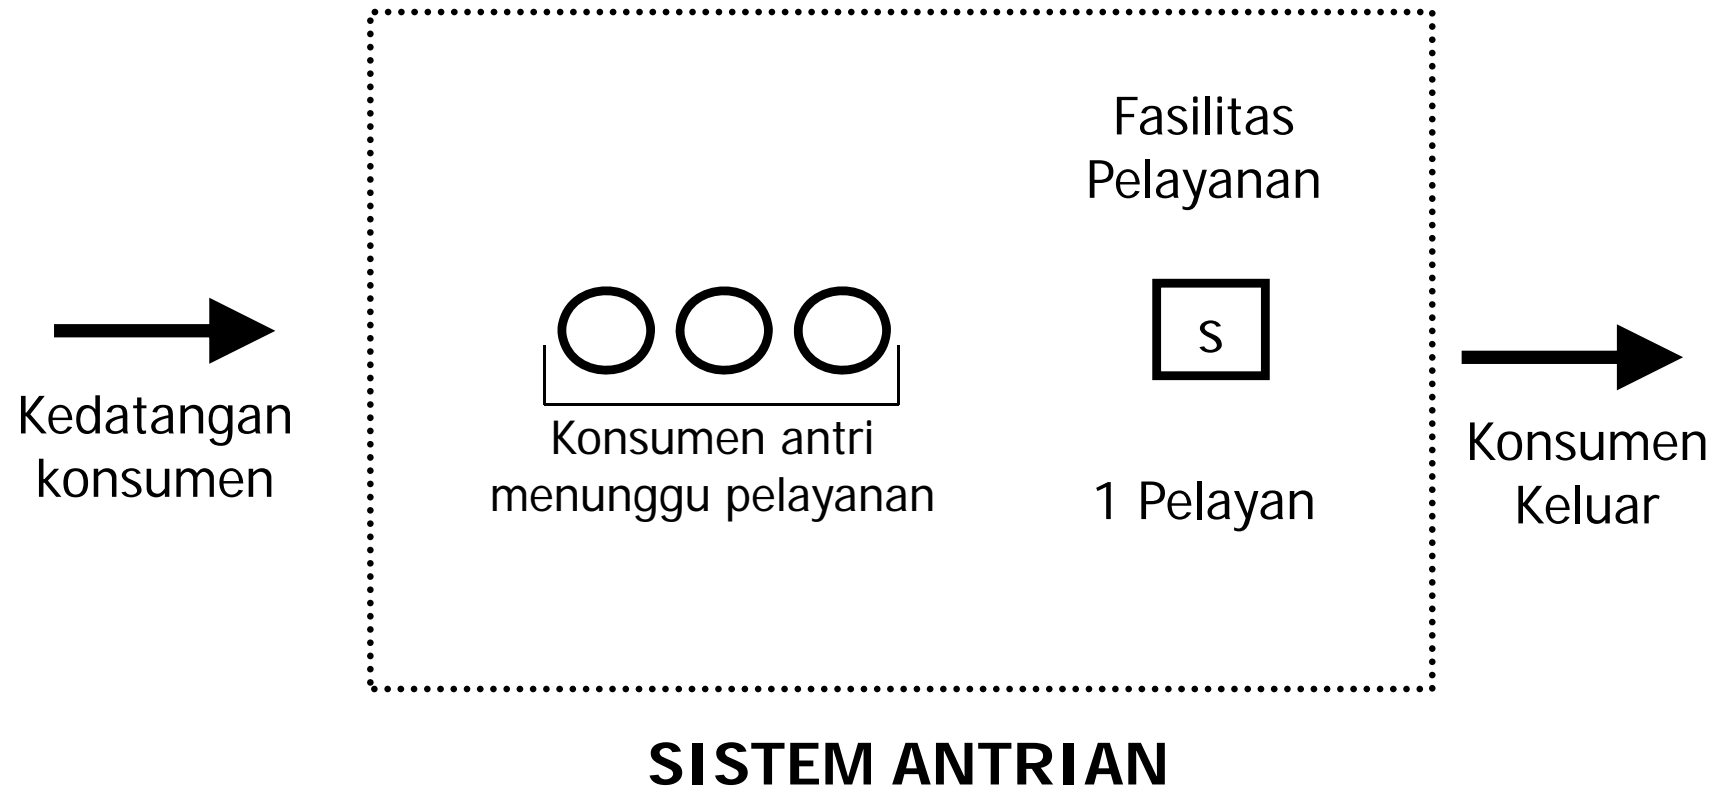 Fasilitas
Pelayanan
s
Kedatangan
konsumen
Konsumen antri
menunggu pelayanan
1 Pelayan
Konsumen
Keluar
SISTEM ANTRIAN